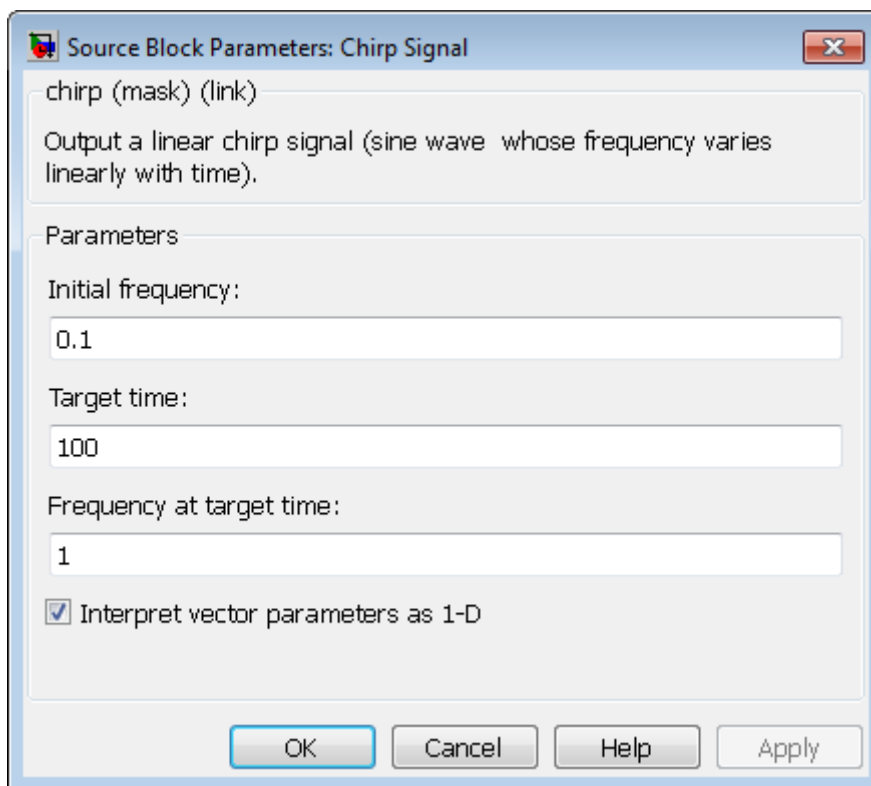 Source Block Parameters: Chirp Signal
chirp (mask) (link)
Output a linear chirp signal (sine wave  whose frequency varies
linearly with time).
Parameters
Initial frequency:
0.1
Target time:
100
Frequency at target time:
1
Interpret vector parameters as 1-D
OK Cancel Help Apply